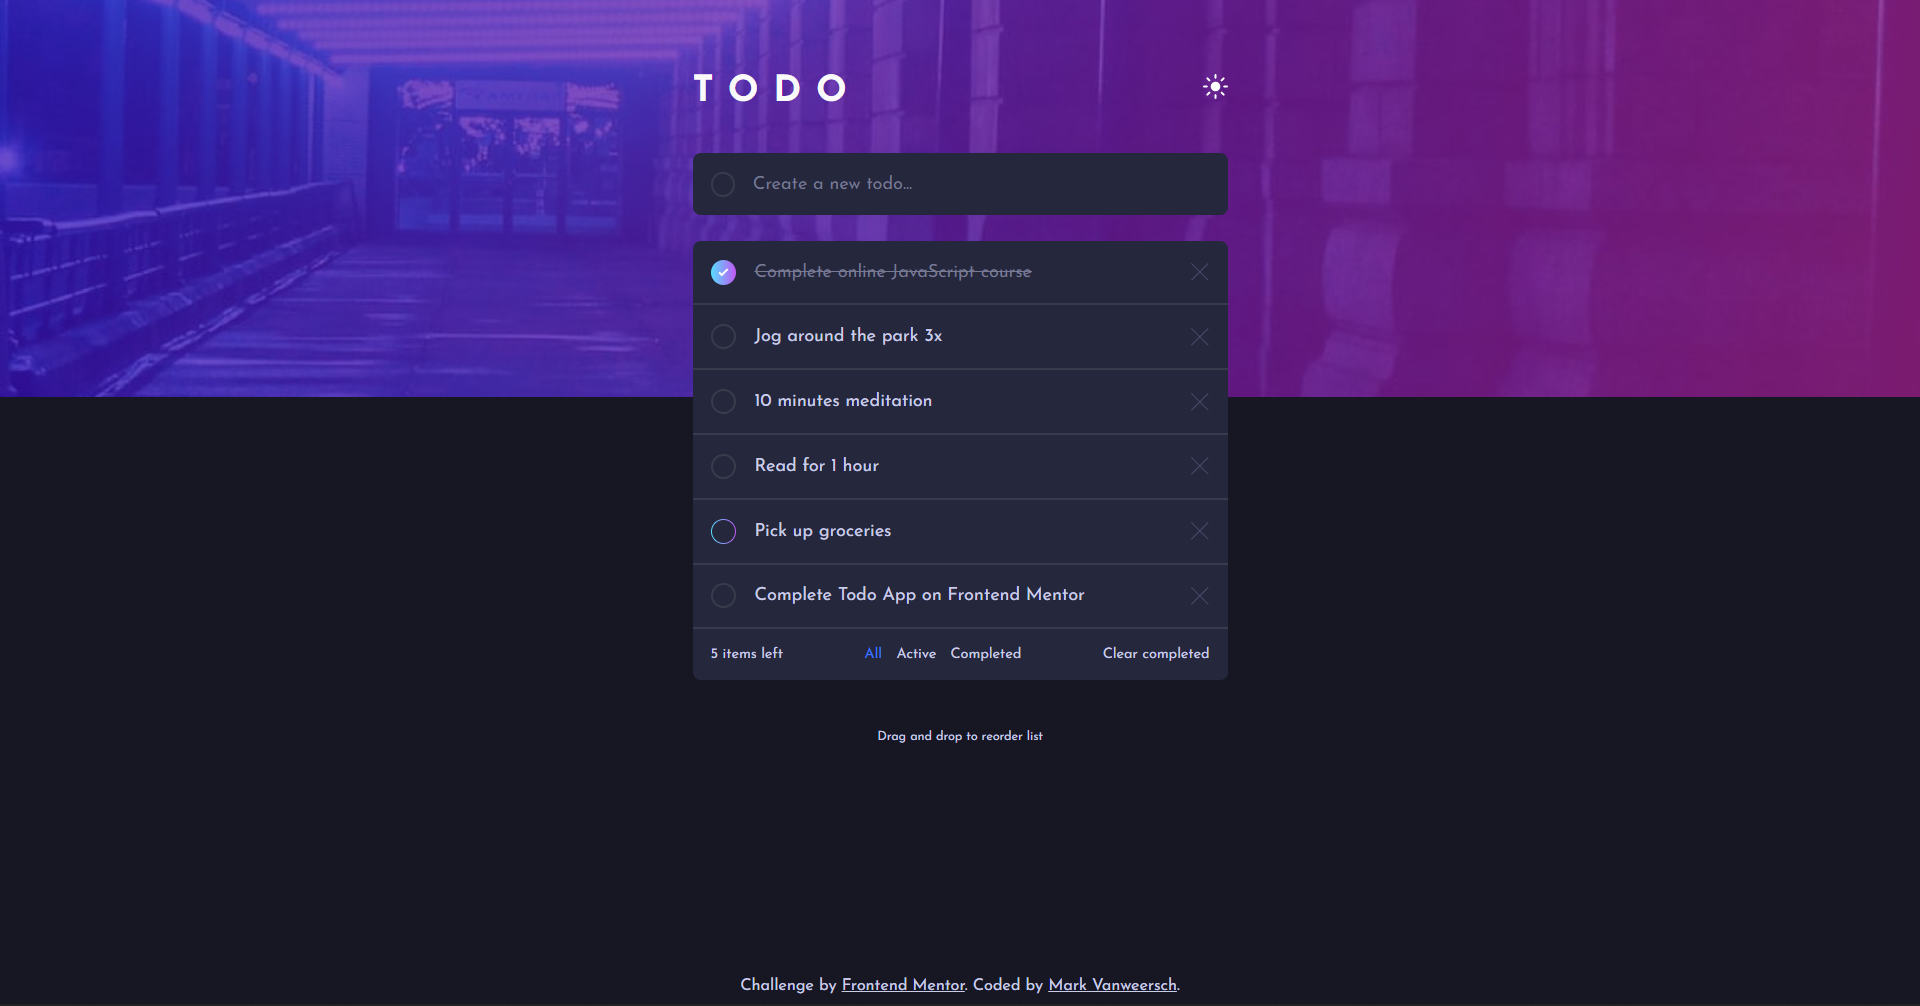 TODO
Create a new todo...
Complete online JavaScript course
Jog around the park 3x
10 minutes meditation
Read for 1 hour
Pick up groceries
Complete Todo App on Frontend Mentor
5 items left All Active Completed Clear completed
Drag and drop to reorder list
Challenge by Frontend Mentor. Coded by Mark Vanweersch.